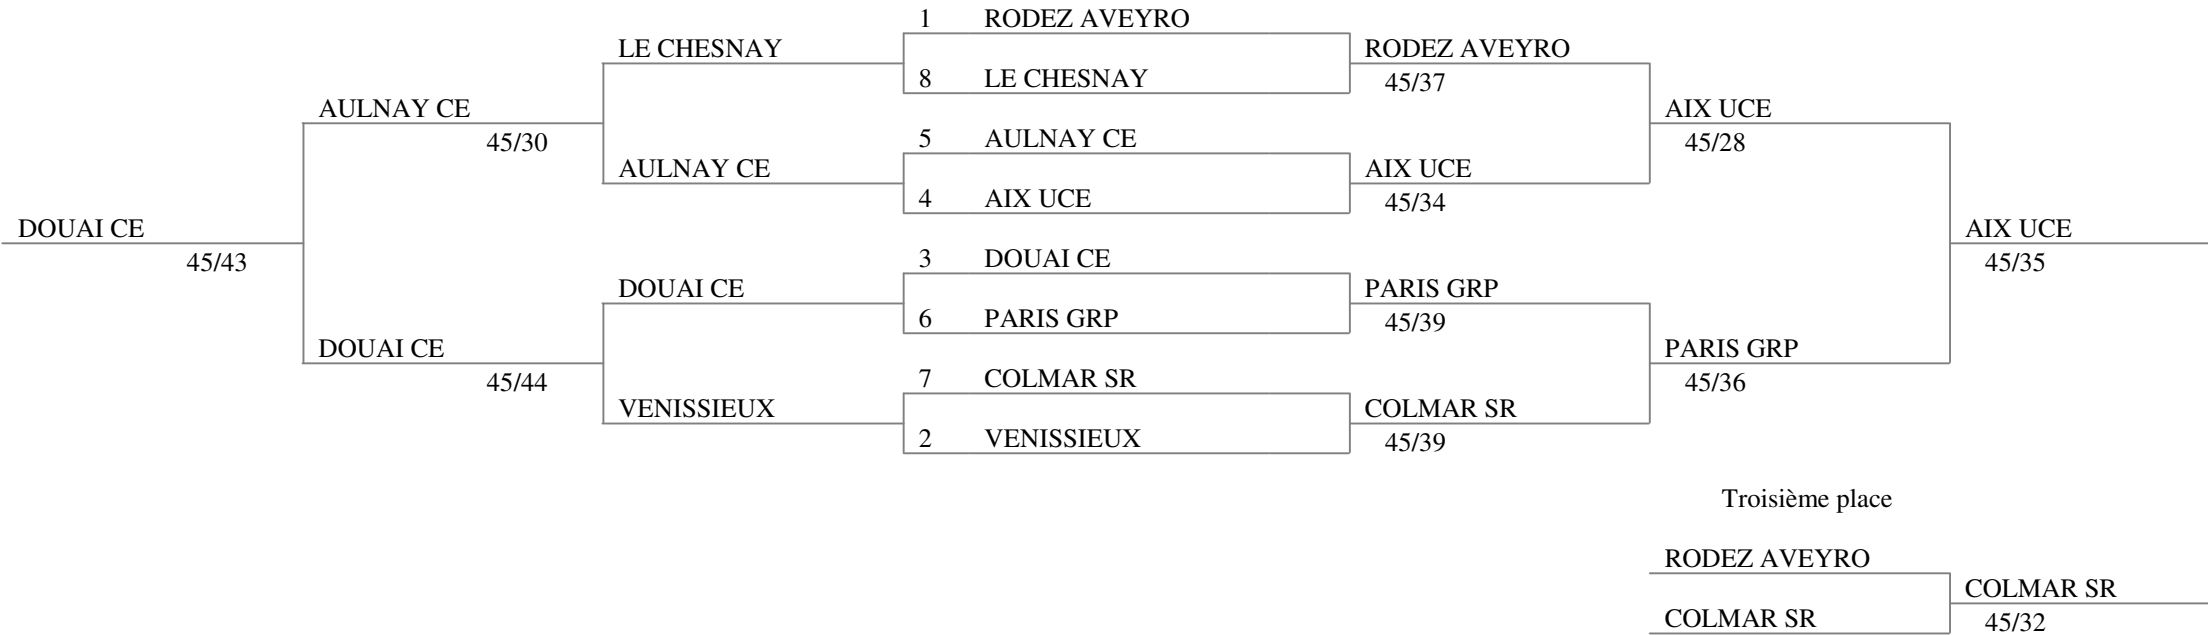 1 RODEZ AVEYRO
LE CHESNAY
RODEZ AVEYRO
8 LE CHESNAY
45/37
AULNAY CE
AIX UCE
45/30
5 AULNAY CE
45/28
AULNAY CE
AIX UCE
4 AIX UCE
45/34
DOUAI CE
AIX UCE
45/43
3 DOUAI CE
45/35
DOUAI CE
PARIS GRP
6 PARIS GRP
45/39
DOUAI CE
PARIS GRP
45/44
7 COLMAR SR
45/36
VENISSIEUX
COLMAR SR
2 VENISSIEUX
45/39
Troisième place
RODEZ AVEYRO
COLMAR SR
COLMAR SR
45/32